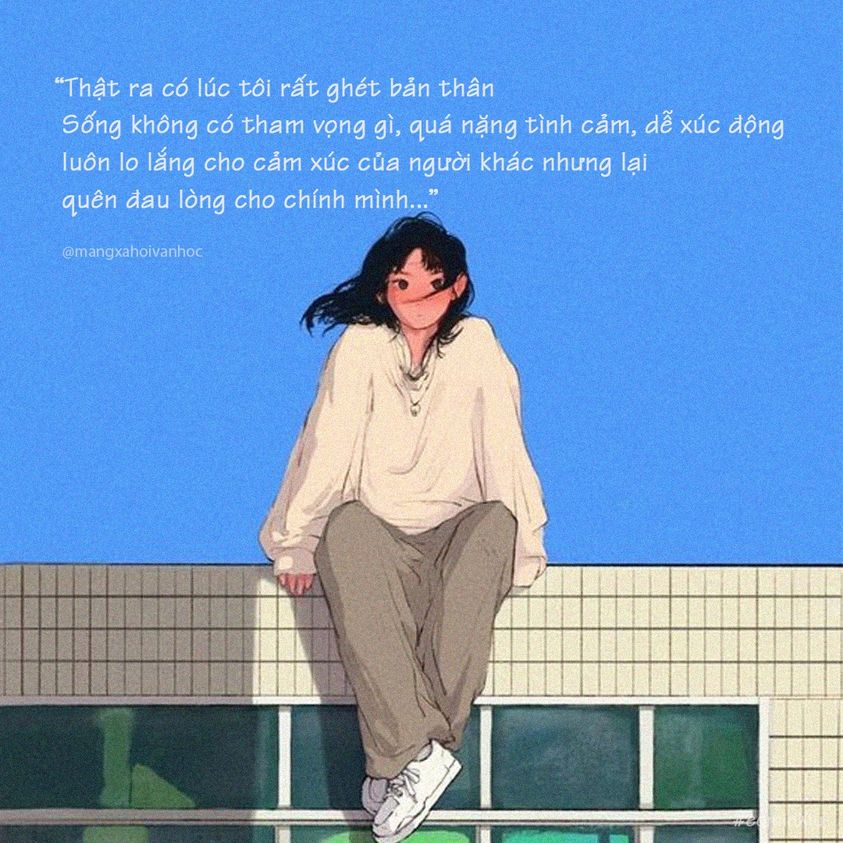 “Thật ra có lúc tôi rất ghét bản thân
Sống không có tham vọng gì, quá nặng tình cảm, dễ xúc động
luôn lo lắng cho cảm xúc của người khác nhưng lại
quên đau lòng cho chính mình...”
@mangxahoivanhoc